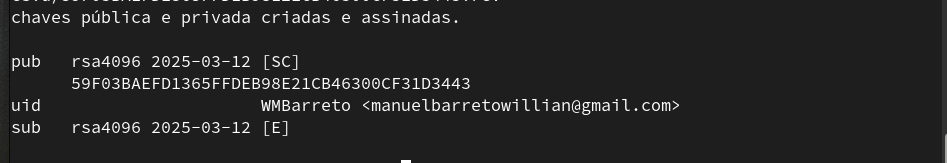 chaves pública e privada criadas e assinadas.
pub   rsa4096 2025-03-12 [SC]
      59F03BAEFD1365FFDEB98E21CB46300CF31D3443
uid                      WMBarreto <manuelbarretowillian@gmail.com>
sub   rsa4096 2025-03-12 [E]